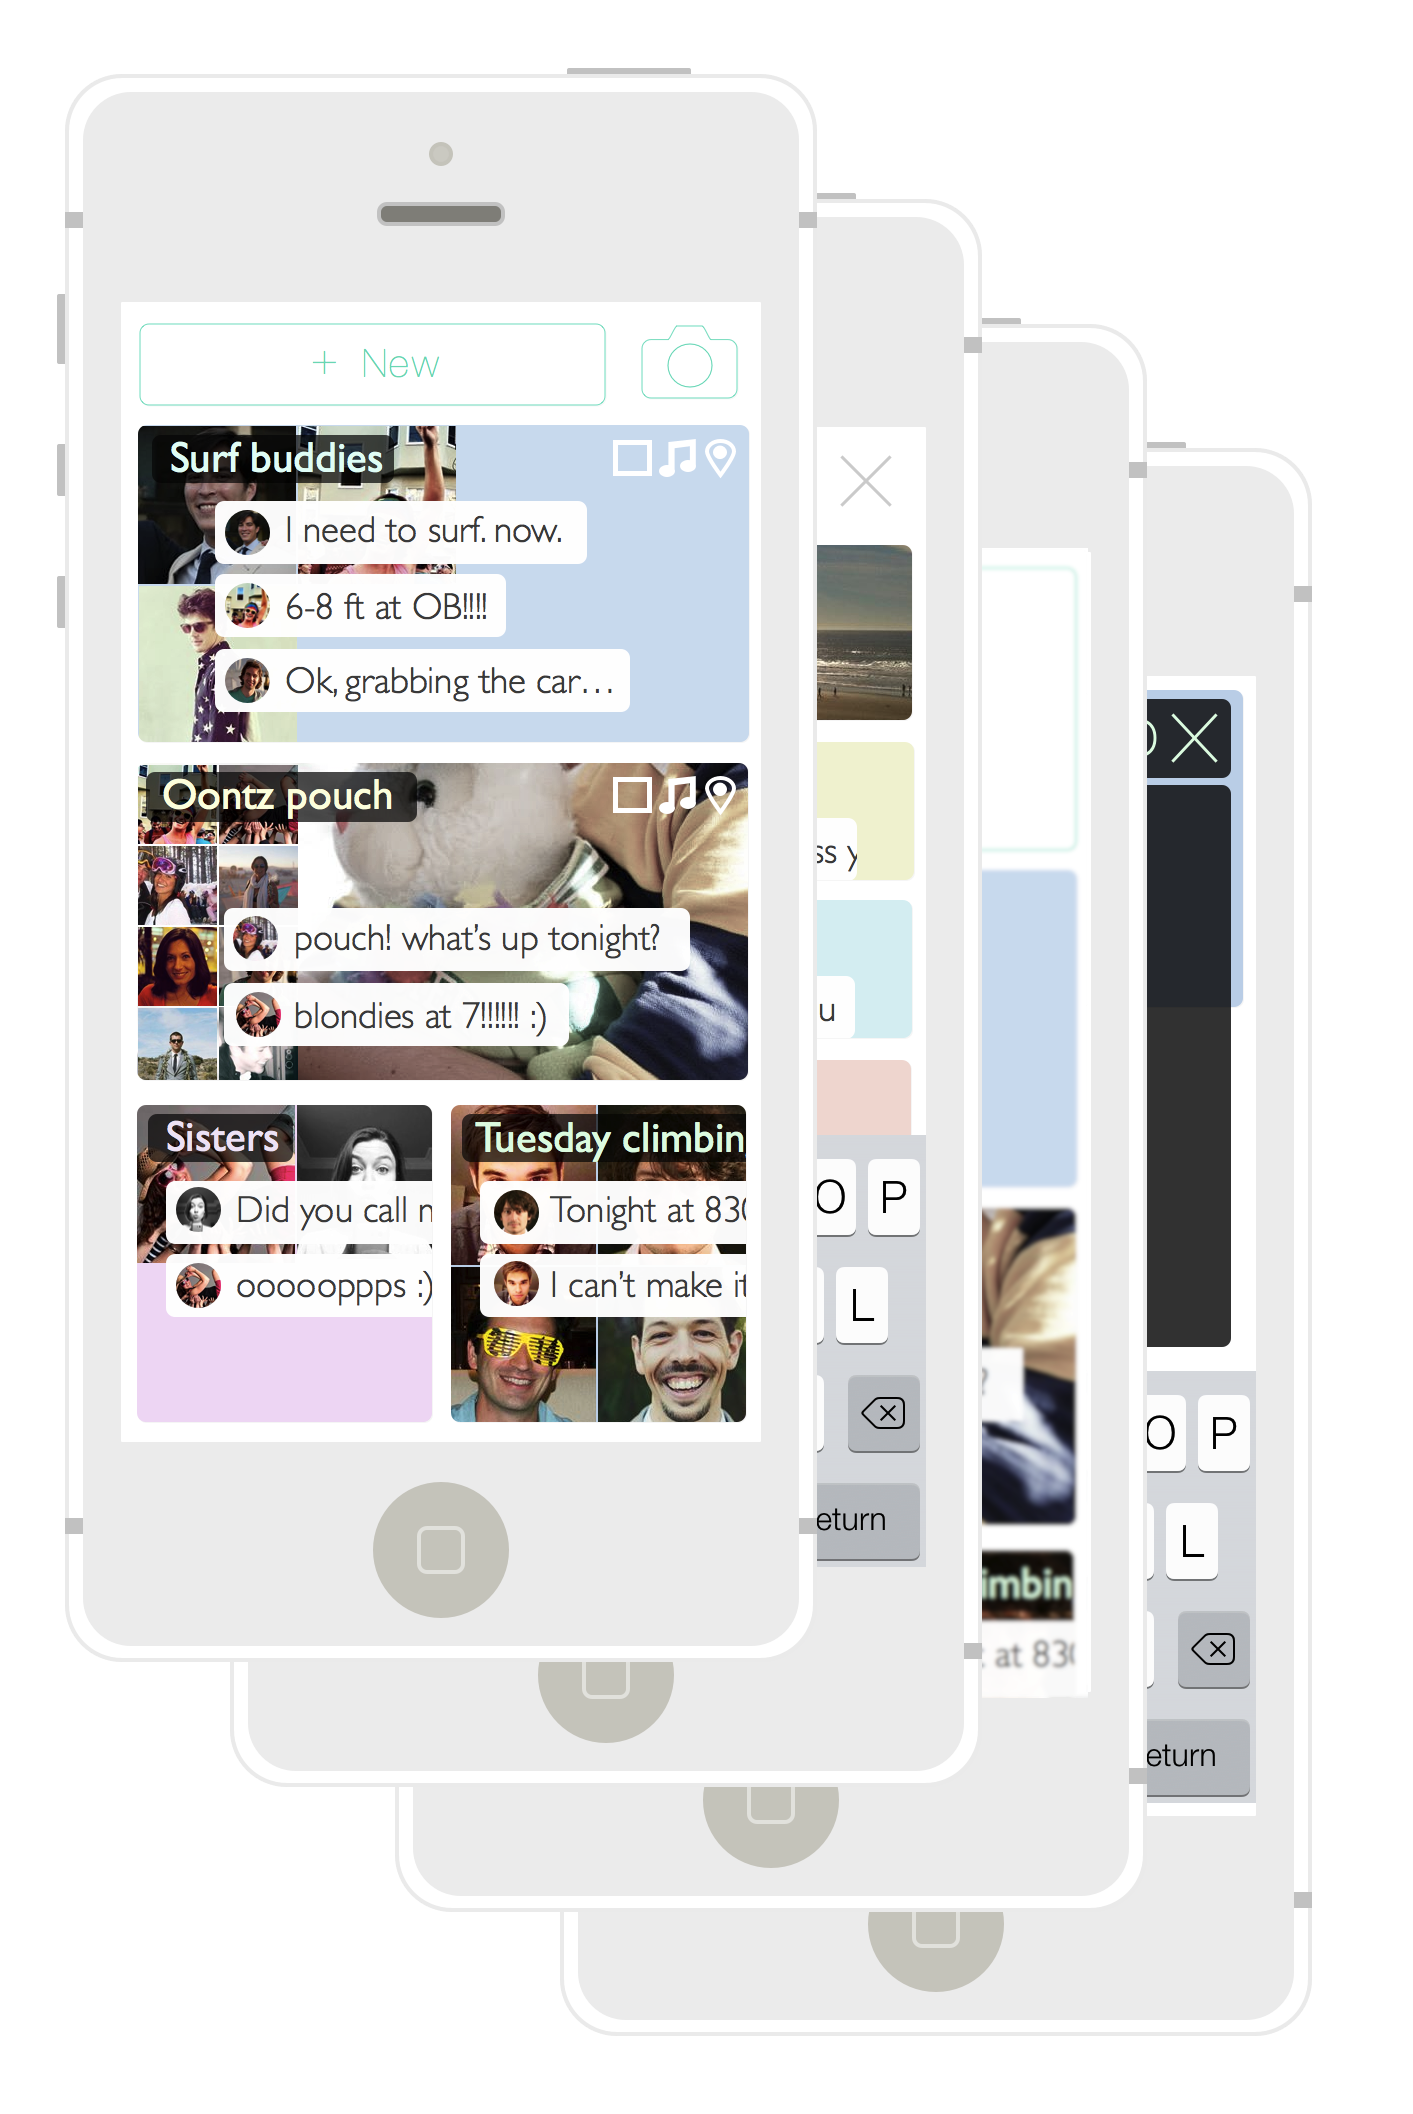 + New
Surf buddies
I need to surf. now.
6-8 ft at OB!!!!
Ok, grabbing the car...
Oontz pouch
pouch! what's up tonight?
blondies at 7!!!!!! :)
Sisters
Did you call
oooooppps :)
Tuesday climbin
Tonight at 830
I can't make it
ss y
u
O P
L
eturn
?
imbin
at 830
O P
L
eturn